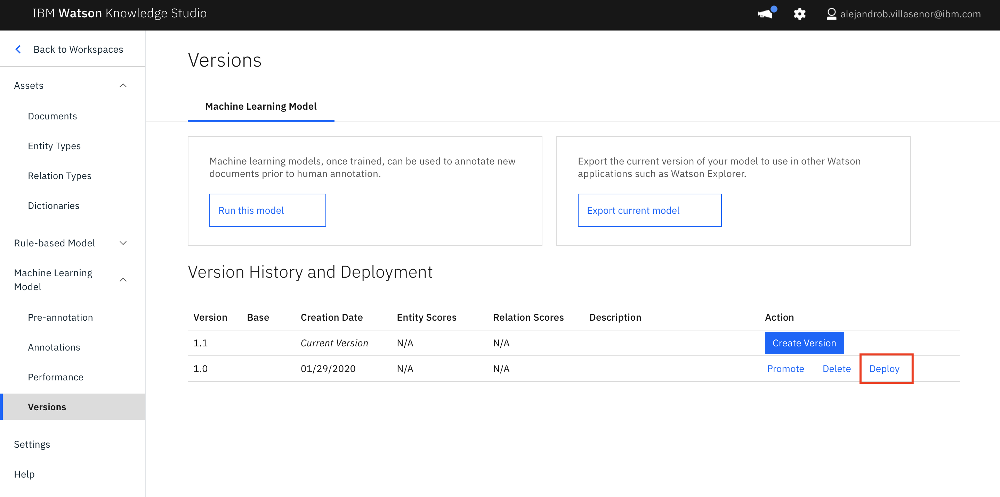 IBM Watson Knowledge Studio
alejandrob.villasenor@ibm.com
Back to Workspaces
Assets
Documents
Entity Types
Relation Types
Dictionaries
Rule-based Model
Machine Learning
Model
Pre-annotation
Annotations
Performance
Versions
Settings
Help
Versions
Machine Learning Model
Machine learning models, once trained, can be used to annotate new
documents prior to human annotation.
Run this model
Export the current version of your model to use in other Watson
applications such as Watson Explorer.
Export current model
Version History and Deployment
Version Base Creation Date Entity Scores Relation Scores Description Action
1.1 Current Version N/A N/A Create Version
1.0 01/29/2020 N/A N/A Promote Delete Deploy